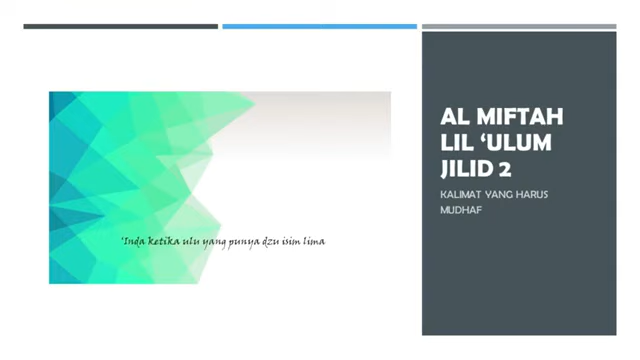 'Inda ketika ulu yang punya dzu isim lima
AL MIFTAH
LIL ‘ULUM
JILID 2
KALIMAT YANG HARUS
MUDHAF